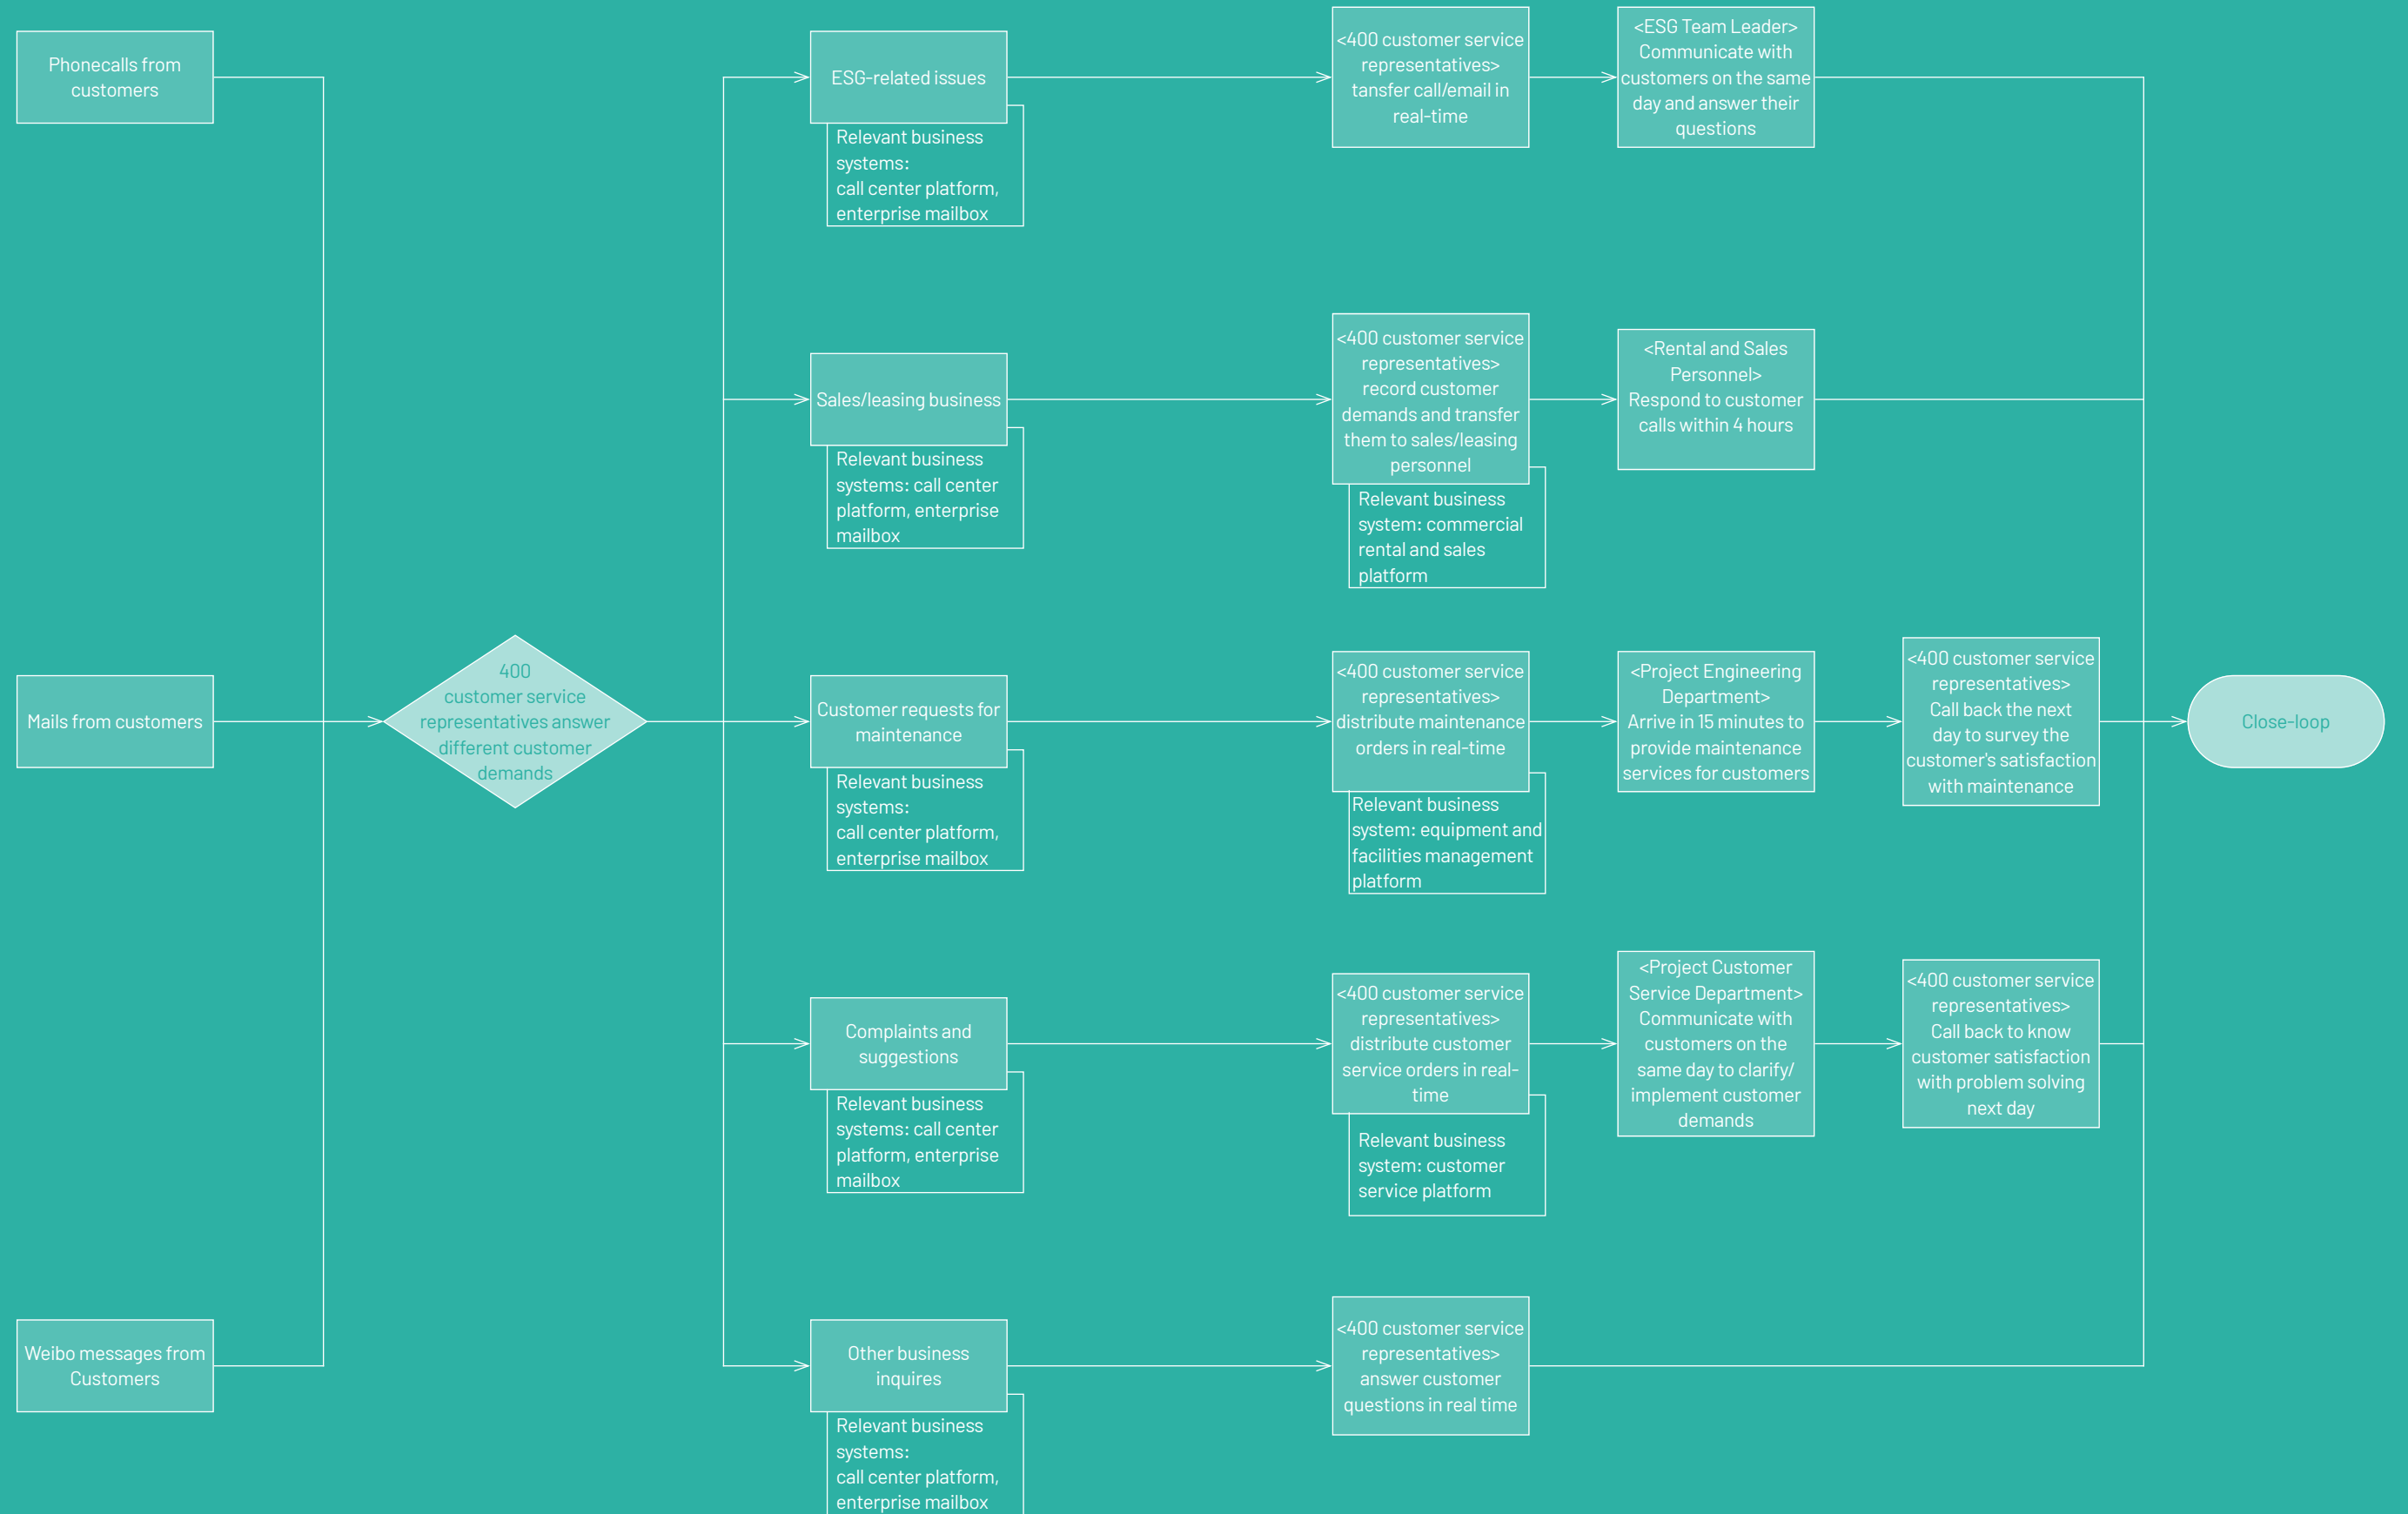 Phonecalls from
customers
Mails from customers
Weibo messages from
Customers
400
customer service
representatives answer
different customer
demands
ESG-related issues
Relevant business
systems:
call center platform,
enterprise mailbox
<400 customer service
representatives>
tansfer call/email in
real-time
<ESG Team Leader>
Communicate with
customers on the same
day and answer their
questions
Sales/leasing business
Relevant business
systems: call center
platform, enterprise
mailbox
<400 customer service
representatives>
record customer
demands and transfer
them to sales/leasing
personnel
Relevant business
system: commercial
rental and sales
platform
<Rental and Sales
Personnel>
Respond to customer
calls within 4 hours
Customer requests for
maintenance
Relevant business
systems:
call center platform,
enterprise mailbox
<400 customer service
representatives>
distribute maintenance
orders in real-time
Relevant business
system: equipment and
facilities management
platform
<Project Engineering
Department>
Arrive in 15 minutes to
provide maintenance
services for customers
<400 customer service
representatives>
Call back the next
day to survey the
customer's satisfaction
with maintenance
Complaints and
suggestions
Relevant business
systems: call center
platform, enterprise
mailbox
<400 customer service
representatives>
distribute customer
service orders in real-
time
Relevant business
system: customer
service platform
<Project Customer
Service Department>
Communicate with
customers on the
same day to clarify/
implement customer
demands
<400 customer service
representatives>
Call back to know
customer satisfaction
with problem solving
next day
Other business
inquires
Relevant business
systems:
call center platform,
enterprise mailbox
<400 customer service
representatives>
answer customer
questions in real time
Close-loop